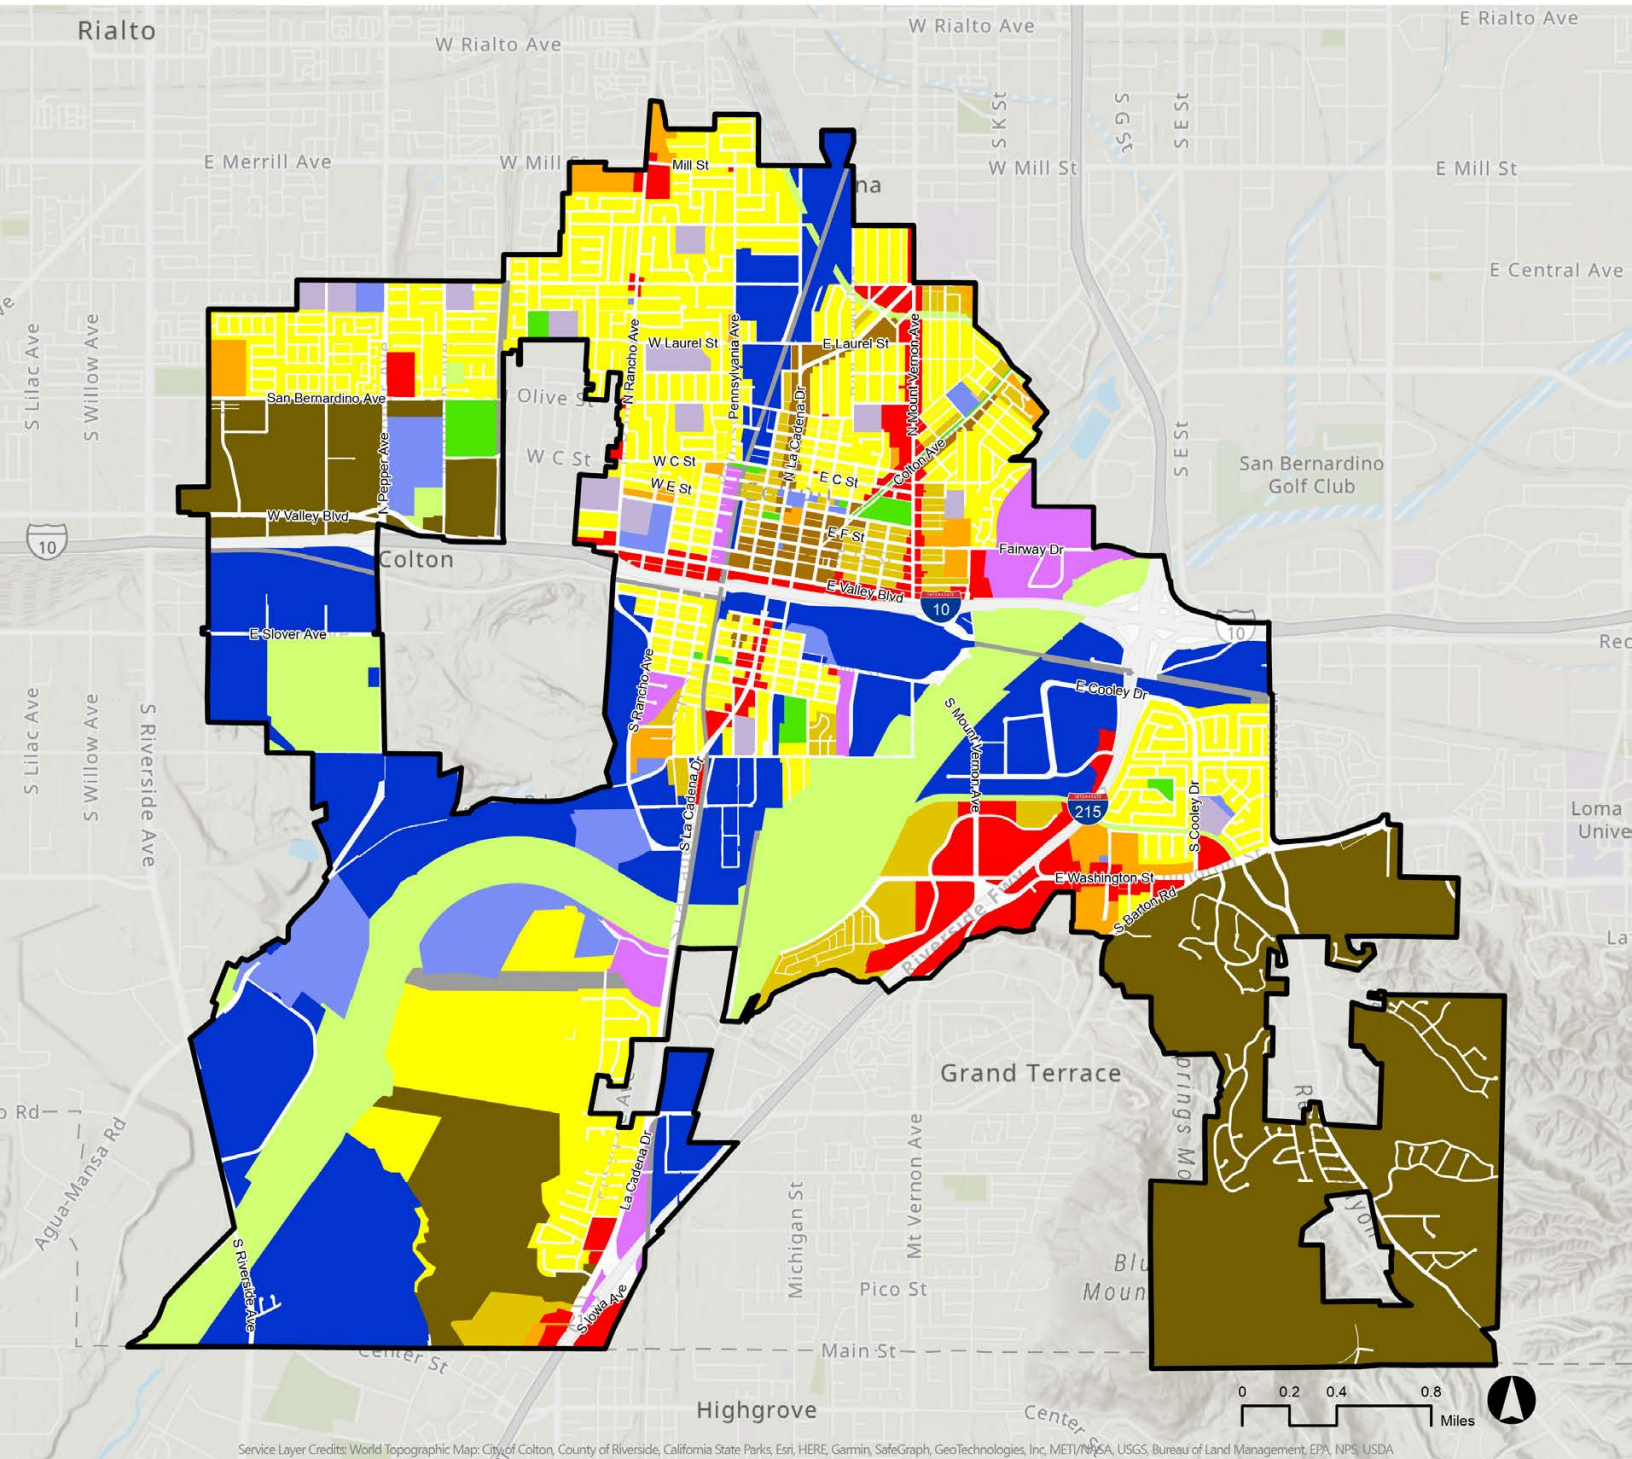 Rialto
W Rialto Ave
W Rialto Ave
E Rialto Ave
S K St
S G St
S E St
E Merrill Ave
W Mill
Mill St
W Mill St
E Mill St
na
E Central Ave
S Lilac Ave
S Willow Ave
N Rancho Ave
W Laurel St
Pennsylvania Ave
E Laurel St
N Mount Vernon Ave
San Bernardino Ave
Olive St
N La Cadena Dr
N Pepper Ave
W C St
W C St
W E St
E C St
Colton Ave
S E St
San Bernardino
Golf Club
W Valley Blvd
E F St
Fairway Dr
10
Colton
E Valley Blvd
INTERSTATE
10
10
E Slover Ave
S Rancho Ave
E Cooley Dr
S Lilac Ave
S Willow Ave
S Riverside Ave
S Mount Vernon Ave
S La Cadena Dr
INTERSTATE
215
S Cooley Dr
Loma
Unive
E Washington St
S Barton Rd
Riverside Fwy
La
Grand Terrace
Agua-Mansa Rd
La Cadena Dr
Michigan St
Mt Vernon Ave
S Riverside Ave
Pico St
Blu
Moun
S Iowa Ave
Center St
Main St
Highgrove
Center S
0 0.2 0.4 0.8
Miles
Service Layer Credits: World Topographic Map: City of Colton, County of Riverside, California State Parks, Esri, HERE, Garmin, SafeGraph, GeoTechnologies, Inc, METI/NASA, USGS, Bureau of Land Management, EPA, NPS, USDA